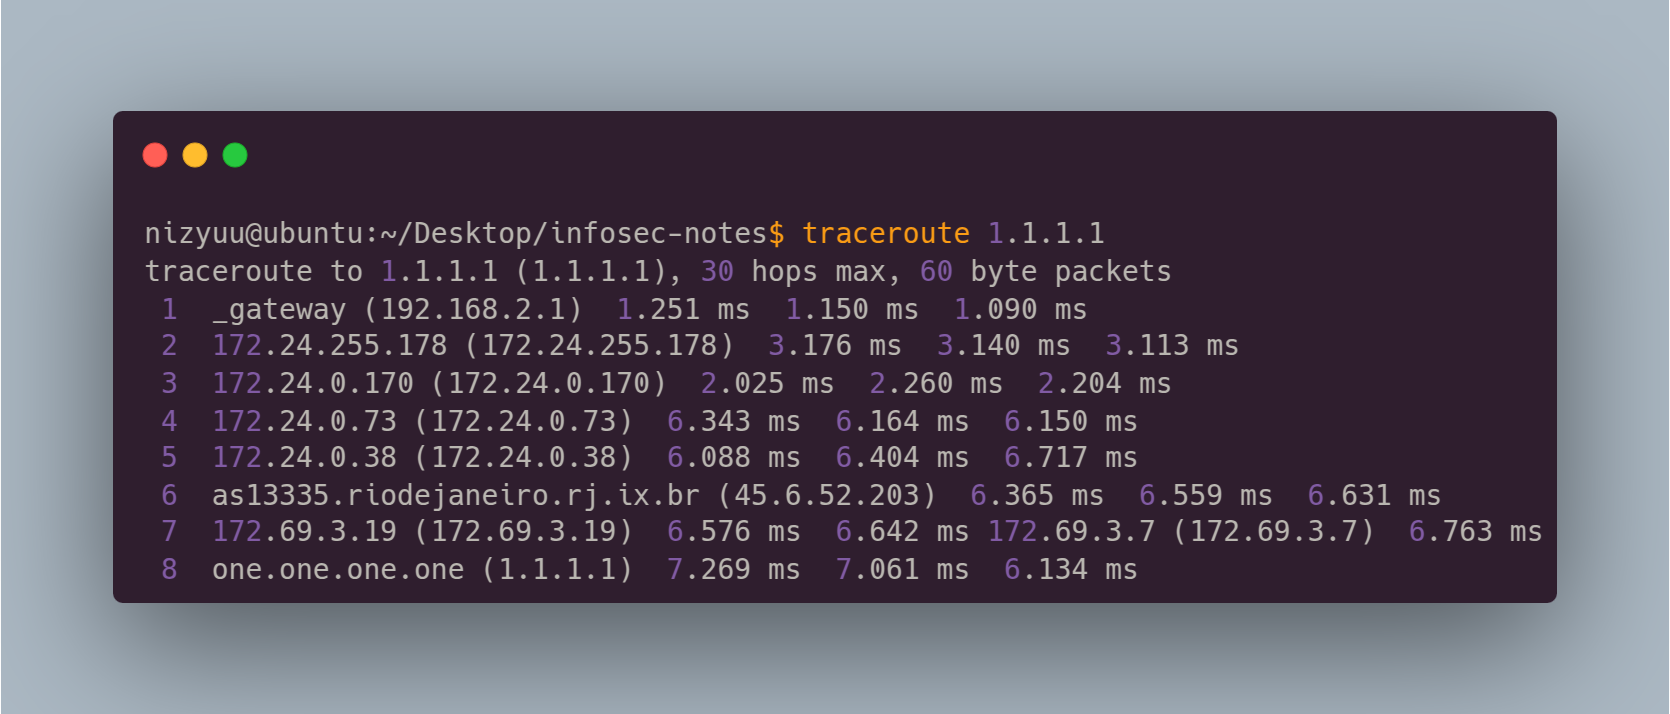 nizyuu@ubuntu:~/Desktop/infosec-notes$ traceroute 1.1.1.1
traceroute to 1.1.1.1 (1.1.1.1), 30 hops max, 60 byte packets
 1  _gateway (192.168.2.1)  1.251 ms  1.150 ms  1.090 ms
 2  172.24.255.178 (172.24.255.178)  3.176 ms  3.140 ms  3.113 ms
 3  172.24.0.170 (172.24.0.170)  2.025 ms  2.260 ms  2.204 ms
 4  172.24.0.73 (172.24.0.73)  6.343 ms  6.164 ms  6.150 ms
 5  172.24.0.38 (172.24.0.38)  6.088 ms  6.404 ms  6.717 ms
 6  as13335.riodejaneiro.rj.ix.br (45.6.52.203)  6.365 ms  6.559 ms  6.631 ms
 7  172.69.3.19 (172.69.3.19)  6.576 ms  6.642 ms 172.69.3.7 (172.69.3.7)  6.763 ms
 8  one.one.one.one (1.1.1.1)  7.269 ms  7.061 ms  6.134 ms